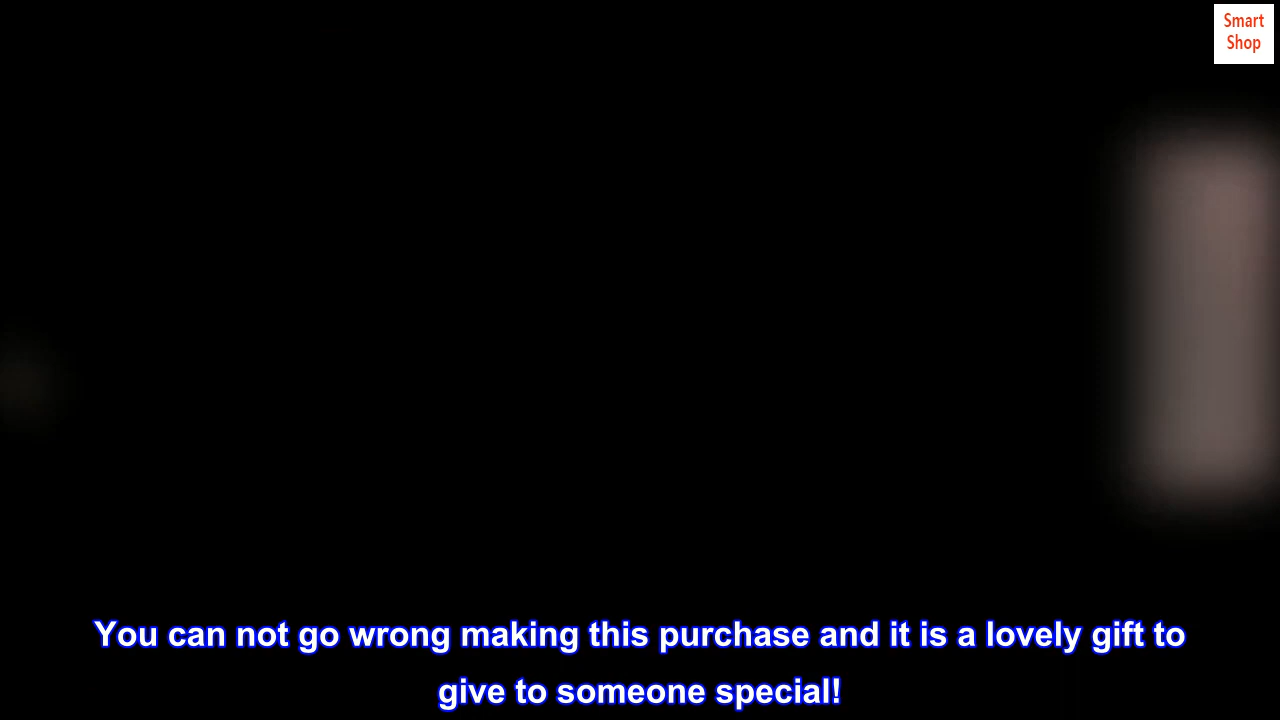 Smart
Shop
You can not go wrong making this purchase and it is a lovely gift to
give to someone special!